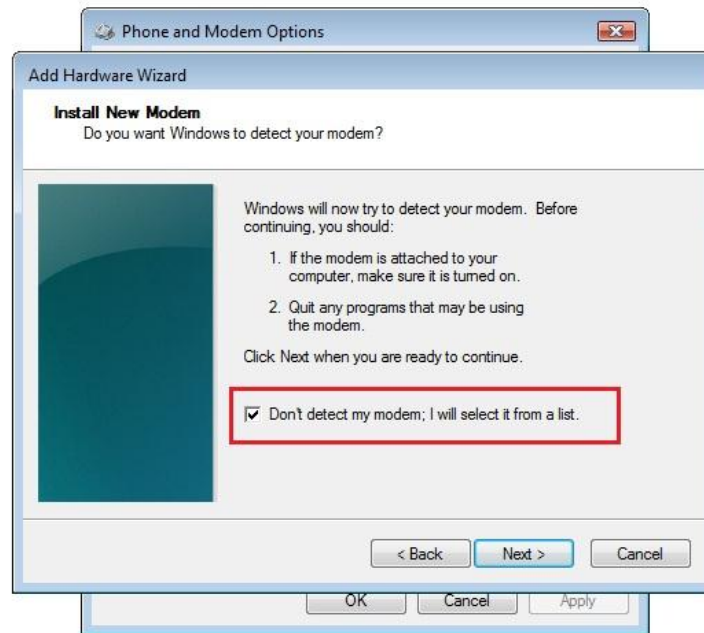 Phone and Modem Options
Add Hardware Wizard
Install New Modem
Do you want Windows to detect your modem?
Windows will now try to detect your modem. Before
continuing, you should:
1. If the modem is attached to your
computer, make sure it is turned on.
2. Quit any programs that may be using
the modem.
Click Next when you are ready to continue.
Don't detect my modem; I will select it from a list.
< Back Next > Cancel
OK Cancel Apply